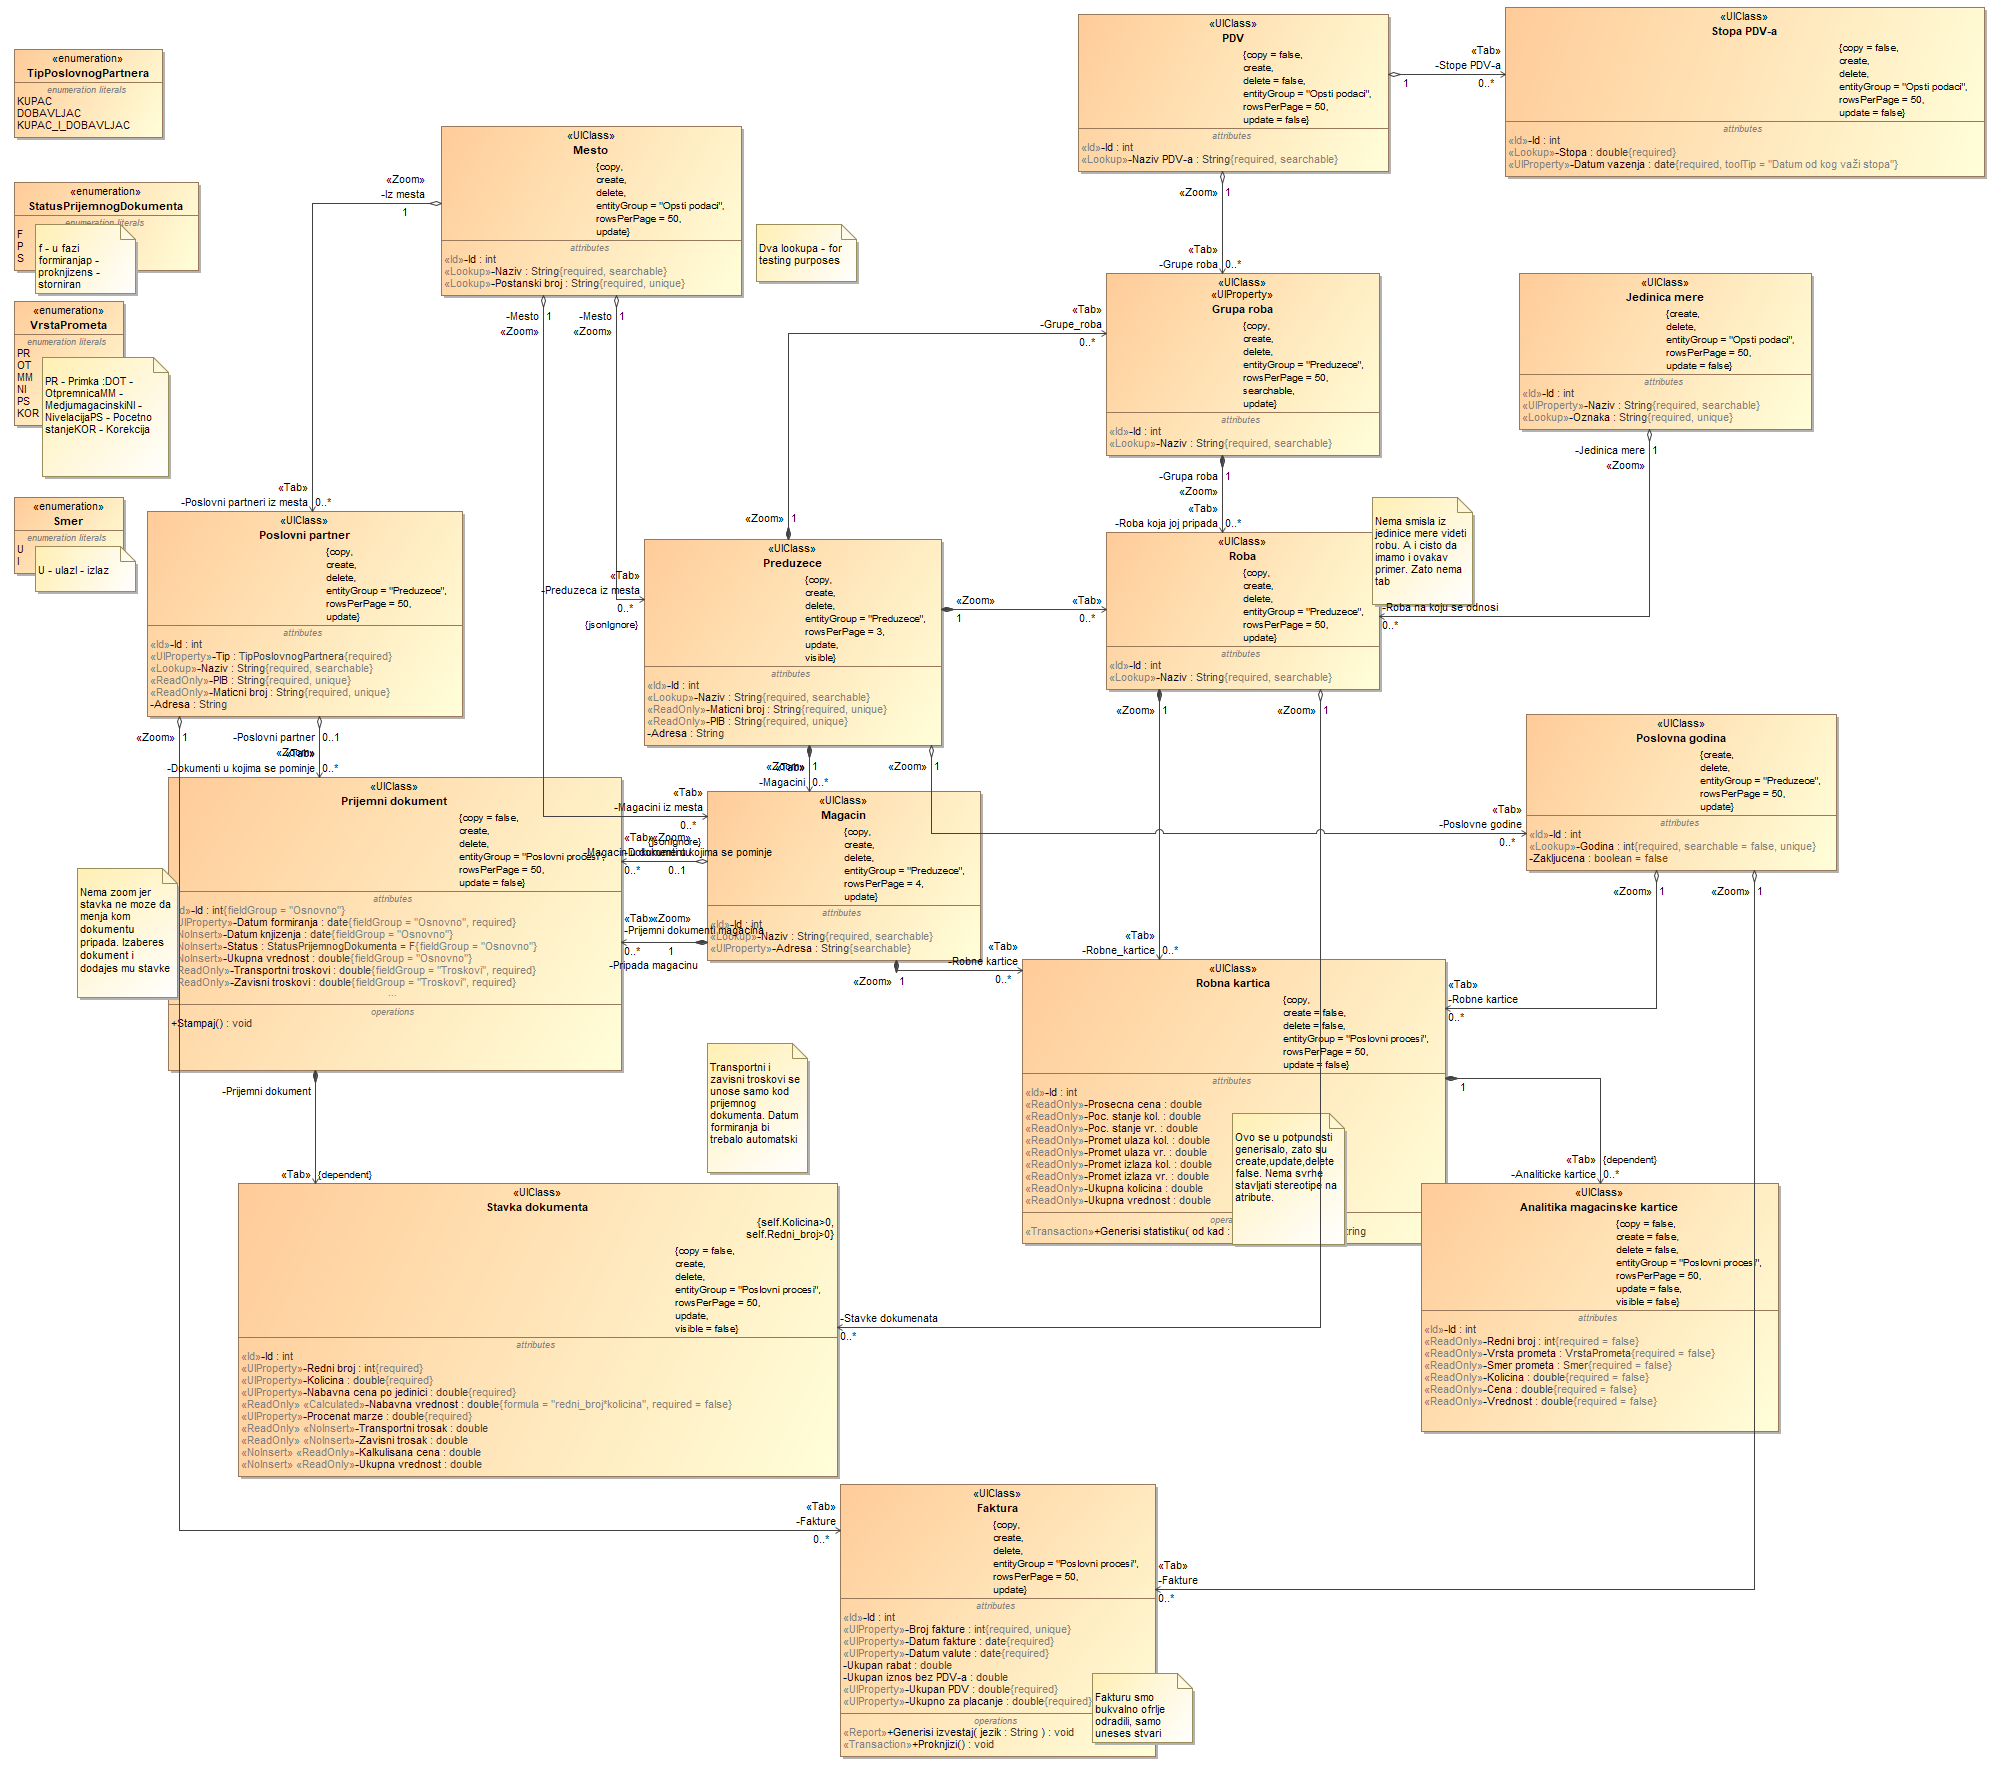 «enumeration»
TipPoslovnogPartnera
enumeration literals
KUPAC
DOBAVLJAC
KUPAC_I_DOBAVLJAC
«enumeration»
StatusPrijemnogDokumenta
enumeration literals
F
P
S
f - u fazi
formiranjap -
proknjizens -
storniran
«enumeration»
VrstaPrometa
enumeration literals
PR
OT
MM
NI
PS
KOR
PR - Primka :DOT -
OtpremnicaMM -
MedjumagacinskiNI -
NivelacijaPS - Pocetno
stanjeKOR - Korekcija
«enumeration»
Smer
enumeration literals
U
I
U - ulazI - izlaz
«UIClass»
Mesto
{copy,
create,
delete,
entityGroup = "Opsti podaci",
rowsPerPage = 50,
update}
attributes
«Id»-Id : int
«Lookup»-Naziv : String{required, searchable}
«Lookup»-Postanski broj : String{required, unique}
«Zoom»
-Iz mesta
1
-Mesto
1
«Zoom»
-Mesto
1
«Zoom»
Dva lookupa - for
testing purposes
«UIClass»
PDV
{copy = false,
create,
delete = false,
entityGroup = "Opsti podaci",
rowsPerPage = 50,
update = false}
attributes
«Id»-Id : int
«Lookup»-Naziv PDV-a : String{required, searchable}
1
«Tab»
-Stope PDV-a
0..*
«UIClass»
Stopa PDV-a
{copy = false,
create,
delete,
entityGroup = "Opsti podaci",
rowsPerPage = 50,
update = false}
attributes
«Id»-Id : int
«Lookup»-Stopa : double{required}
«UIProperty»-Datum vazenja : date{required, toolTip = "Datum od kog važi stopa"}
«Zoom»
1
«Tab»
-Grupe roba
0..*
«UIClass»
«UIProperty»
Grupa roba
{copy,
create,
delete,
entityGroup = "Preduzece",
rowsPerPage = 50,
searchable,
update}
attributes
«Id»-Id : int
«Lookup»-Naziv : String{required, searchable}
«Tab»
-Grupe_roba
0..*
«UIClass»
Jedinica mere
{create,
delete,
entityGroup = "Opsti podaci",
rowsPerPage = 50,
update = false}
attributes
«Id»-Id : int
«UIProperty»-Naziv : String{required, searchable}
«Lookup»-Oznaka : String{required, unique}
-Jedinica mere
1
«Zoom»
-Grupa roba
1
«Zoom»
«Tab»
-Roba koja joj pripada
0..*
Nema smisla iz
jedinice mere videti
robu. A i cisto da
imamo i ovakav
primer. Zato nema
tab
-Roba na koju se odnosi
0..*
«UIClass»
Roba
{copy,
create,
delete,
entityGroup = "Preduzece",
rowsPerPage = 50,
update}
attributes
«Id»-Id : int
«Lookup»-Naziv : String{required, searchable}
«Zoom»
1
«Zoom»
1
«Tab»
-Poslovni partneri iz mesta
0..*
«UIClass»
Poslovni partner
{copy,
create,
delete,
entityGroup = "Preduzece",
rowsPerPage = 50,
update}
attributes
«Id»-Id : int
«UIProperty»-Tip : TipPoslovnogPartnera{required}
«Lookup»-Naziv : String{required, searchable}
«ReadOnly»-PIB : String{required, unique}
«ReadOnly»-Maticni broj : String{required, unique}
-Adresa : String
«Tab»
-Preduzeca iz mesta
0..*
{jsonIgnore}
«Zoom»
1
«UIClass»
Preduzece
{copy,
create,
delete,
entityGroup = "Preduzece",
rowsPerPage = 3,
update,
visible}
attributes
«Id»-Id : int
«Lookup»-Naziv : String{required, searchable}
«ReadOnly»-Maticni broj : String{required, unique}
«ReadOnly»-PIB : String{required, unique}
-Adresa : String
«Zoom»
1
«Tab»
0..*
«Zoom»
1
-Poslovni partner
0..1
«Zoom»
«Tab»
-Dokumenti u kojima se pominje
0..*
«Zoom»
«Tab»
1
-Magacini
0..*
«Zoom»
1
«UIClass»
Poslovna godina
{create,
delete,
entityGroup = "Preduzece",
rowsPerPage = 50,
update}
attributes
«Id»-Id : int
«Lookup»-Godina : int{required, searchable = false, unique}
-Zakljucena : boolean = false
«Tab»
-Poslovne godine
0..*
«Zoom»
1
«Zoom»
1
«UIClass»
Prijemni dokument
{copy = false,
create,
delete,
entityGroup = "Poslovni procesi",
rowsPerPage = 50,
update = false}
attributes
«Id»-Id : int{fieldGroup = "Osnovno"}
«UIProperty»-Datum formiranja : date{fieldGroup = "Osnovno", required}
«NoInsert»-Datum knjizenja : date{fieldGroup = "Osnovno"}
«NoInsert»-Status : StatusPrijemnogDokumenta = F{fieldGroup = "Osnovno"}
«NoInsert»-Ukupna vrednost : double{fieldGroup = "Osnovno"}
«ReadOnly»-Transportni troskovi : double{fieldGroup = "Troskovi", required}
«ReadOnly»-Zavisni troskovi : double{fieldGroup = "Troskovi", required}
...
operations
+Stampaj() : void
Nema zoom jer
stavka ne moze da
menja kom
dokumentu
pripada. Izaberes
dokument i
dodajes mu stavke
«Tab»
-Magacini iz mesta
0..*
{jsonIgnore}
«Tab»
«Zoom»
-Magacin u dokumentu
-Dokumenti u kojima se pominje
0..*
0..1
«Tab»
«Zoom»
-Prijemni dokumenti magacina
0..*
1
-Pripada magacinu
«UIClass»
Magacin
{copy,
create,
delete,
entityGroup = "Preduzece",
rowsPerPage = 4,
update}
attributes
«Id»-Id : int
«Lookup»-Naziv : String{required, searchable}
«UIProperty»-Adresa : String{searchable}
«Zoom»
1
«Tab»
-Robne kartice
0..*
«Tab»
-Robne_kartice
0..*
«UIClass»
Robna kartica
{copy,
create = false,
delete = false,
entityGroup = "Poslovni procesi",
rowsPerPage = 50,
update = false}
attributes
«Id»-Id : int
«ReadOnly»-Prosecna cena : double
«ReadOnly»-Poc. stanje kol. : double
«ReadOnly»-Poc. stanje vr. : double
«ReadOnly»-Promet ulaza kol. : double
«ReadOnly»-Promet ulaza vr. : double
«ReadOnly»-Promet izlaza kol. : double
«ReadOnly»-Promet izlaza vr. : double
«ReadOnly»-Ukupna kolicina : double
«ReadOnly»-Ukupna vrednost : double
opera
«Transaction»+Generisi statistiku( od kad :
tring
Ovo se u potpunosti
generisalo, zato su
create,update,delete
false. Nema svrhe
stavljati stereotipe na
atribute.
«Tab»
-Robne kartice
0..*
1
«Tab»
{dependent}
-Analiticke kartice
0..*
-Prijemni dokument
«Tab»
{dependent}
Transportni i
zavisni troskovi se
unose samo kod
prijemnog
dokumenta. Datum
formiranja bi
trebalo automatski
«UIClass»
Stavka dokumenta
{self.Kolicina>0,
self.Redni_broj>0}
{copy = false,
create,
delete,
entityGroup = "Poslovni procesi",
rowsPerPage = 50,
update,
visible = false}
attributes
«Id»-Id : int
«UIProperty»-Redni broj : int{required}
«UIProperty»-Kolicina : double{required}
«UIProperty»-Nabavna cena po jedinici : double{required}
«ReadOnly» «Calculated»-Nabavna vrednost : double{formula = "redni_broj*kolicina", required = false}
«UIProperty»-Procenat marze : double{required}
«ReadOnly» «NoInsert»-Transportni trosak : double
«ReadOnly» «NoInsert»-Zavisni trosak : double
«NoInsert» «ReadOnly»-Kalkulisana cena : double
«NoInsert» «ReadOnly»-Ukupna vrednost : double
-Stavke dokumenata
0..*
«UIClass»
Analitika magacinske kartice
{copy = false,
create = false,
delete = false,
entityGroup = "Poslovni procesi",
rowsPerPage = 50,
update = false,
visible = false}
attributes
«Id»-Id : int
«ReadOnly»-Redni broj : int{required = false}
«ReadOnly»-Vrsta prometa : VrstaPrometa{required = false}
«ReadOnly»-Smer prometa : Smer{required = false}
«ReadOnly»-Kolicina : double{required = false}
«ReadOnly»-Cena : double{required = false}
«ReadOnly»-Vrednost : double{required = false}
«Tab»
-Fakture
0..*
«UIClass»
Faktura
{copy,
create,
delete,
entityGroup = "Poslovni procesi",
rowsPerPage = 50,
update}
attributes
«Id»-Id : int
«UIProperty»-Broj fakture : int{required, unique}
«UIProperty»-Datum fakture : date{required}
«UIProperty»-Datum valute : date{required}
-Ukupan rabat : double
-Ukupan iznos bez PDV-a : double
«UIProperty»-Ukupan PDV : double{required}
«UIProperty»-Ukupno za placanje : double{required}
operations
«Report»+Generisi izvestaj( jezik : String ) : void
«Transaction»+Proknjizi() : void
«Tab»
-Fakture
0..*
Fakturu smo
bukvalno ofrlje
odradili, samo
uneses stvari